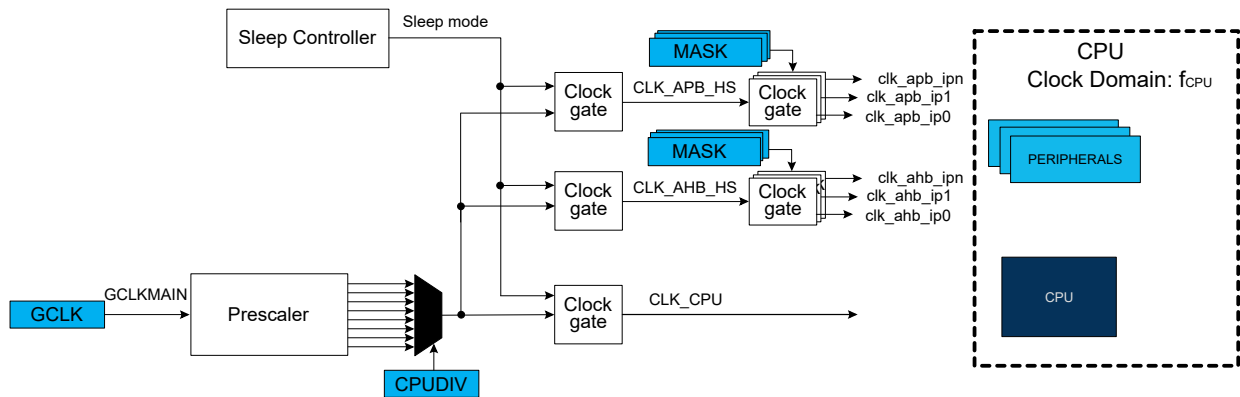 Sleep mode
Sleep Controller
MASK
CPU
Clock Domain: fCPU
clk_apb_ipn
Clock
gate
CLK_APB_HS
Clock
gate
clk_apb_ip1
clk_apb_ip0
MASK
PERIPHERALS
Clock
gate
CLK_AHB_HS
Clock
gate
clk_ahb_ipn
clk_ahb_ip1
clk_ahb_ip0
GCLKMAIN
GCLK
Prescaler
Clock
gate
CLK_CPU
CPU
CPUDIV